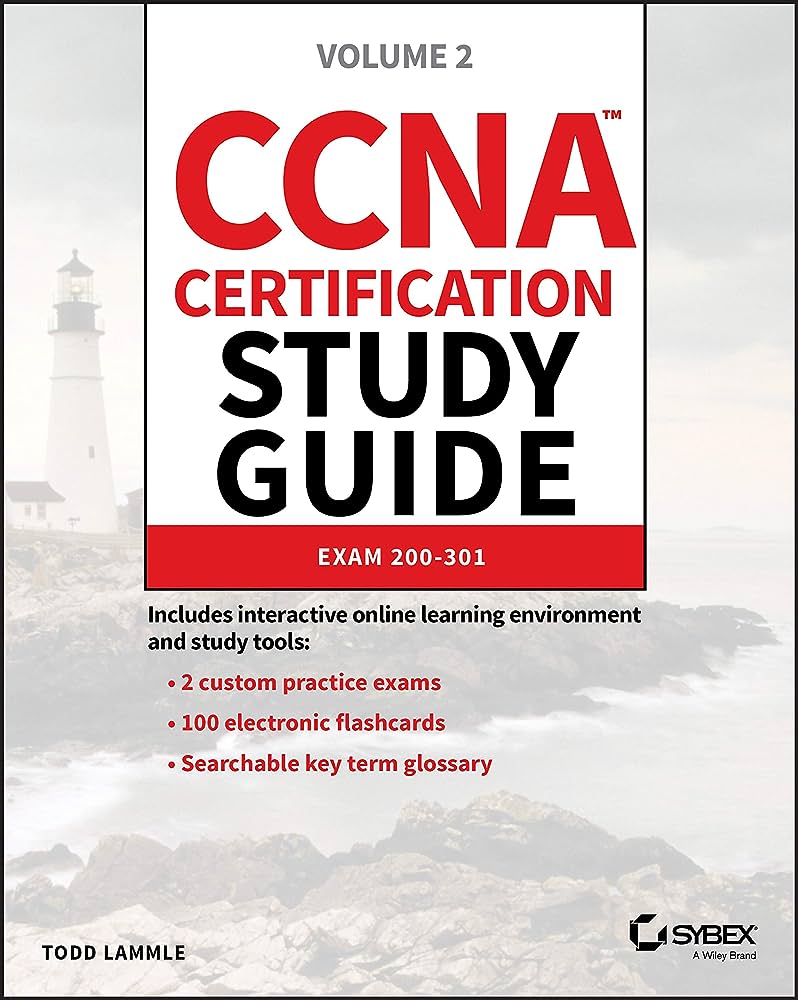 VOLUME 2
CCNA™
CERTIFICATION
STUDY
GUIDE
EXAM 200-301
Includes interactive online learning environment
and study tools:
• 2 custom practice exams
• 100 electronic flashcards
• Searchable key term glossary
TODD LAMMLE
SYBEX
A Wiley Brand